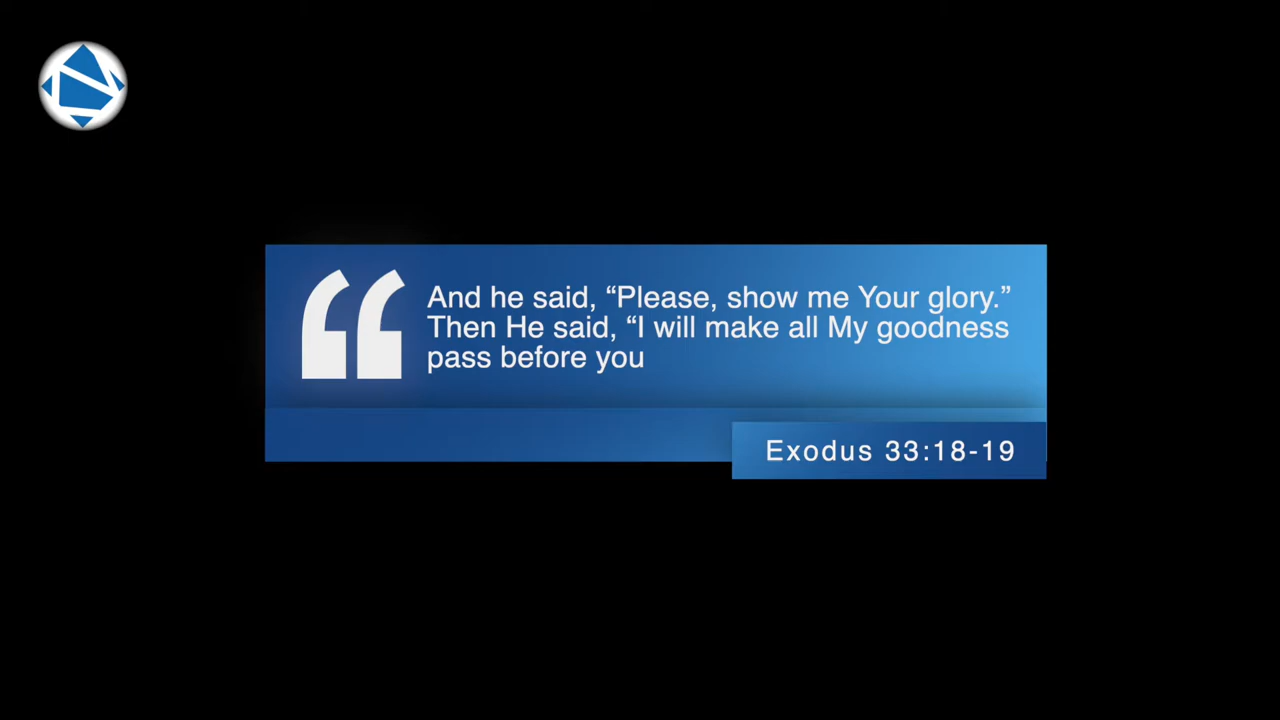 And he said, “Please, show me Your glory.”
Then He said, “I will make all My goodness
pass before you
Exodus 33:18-19